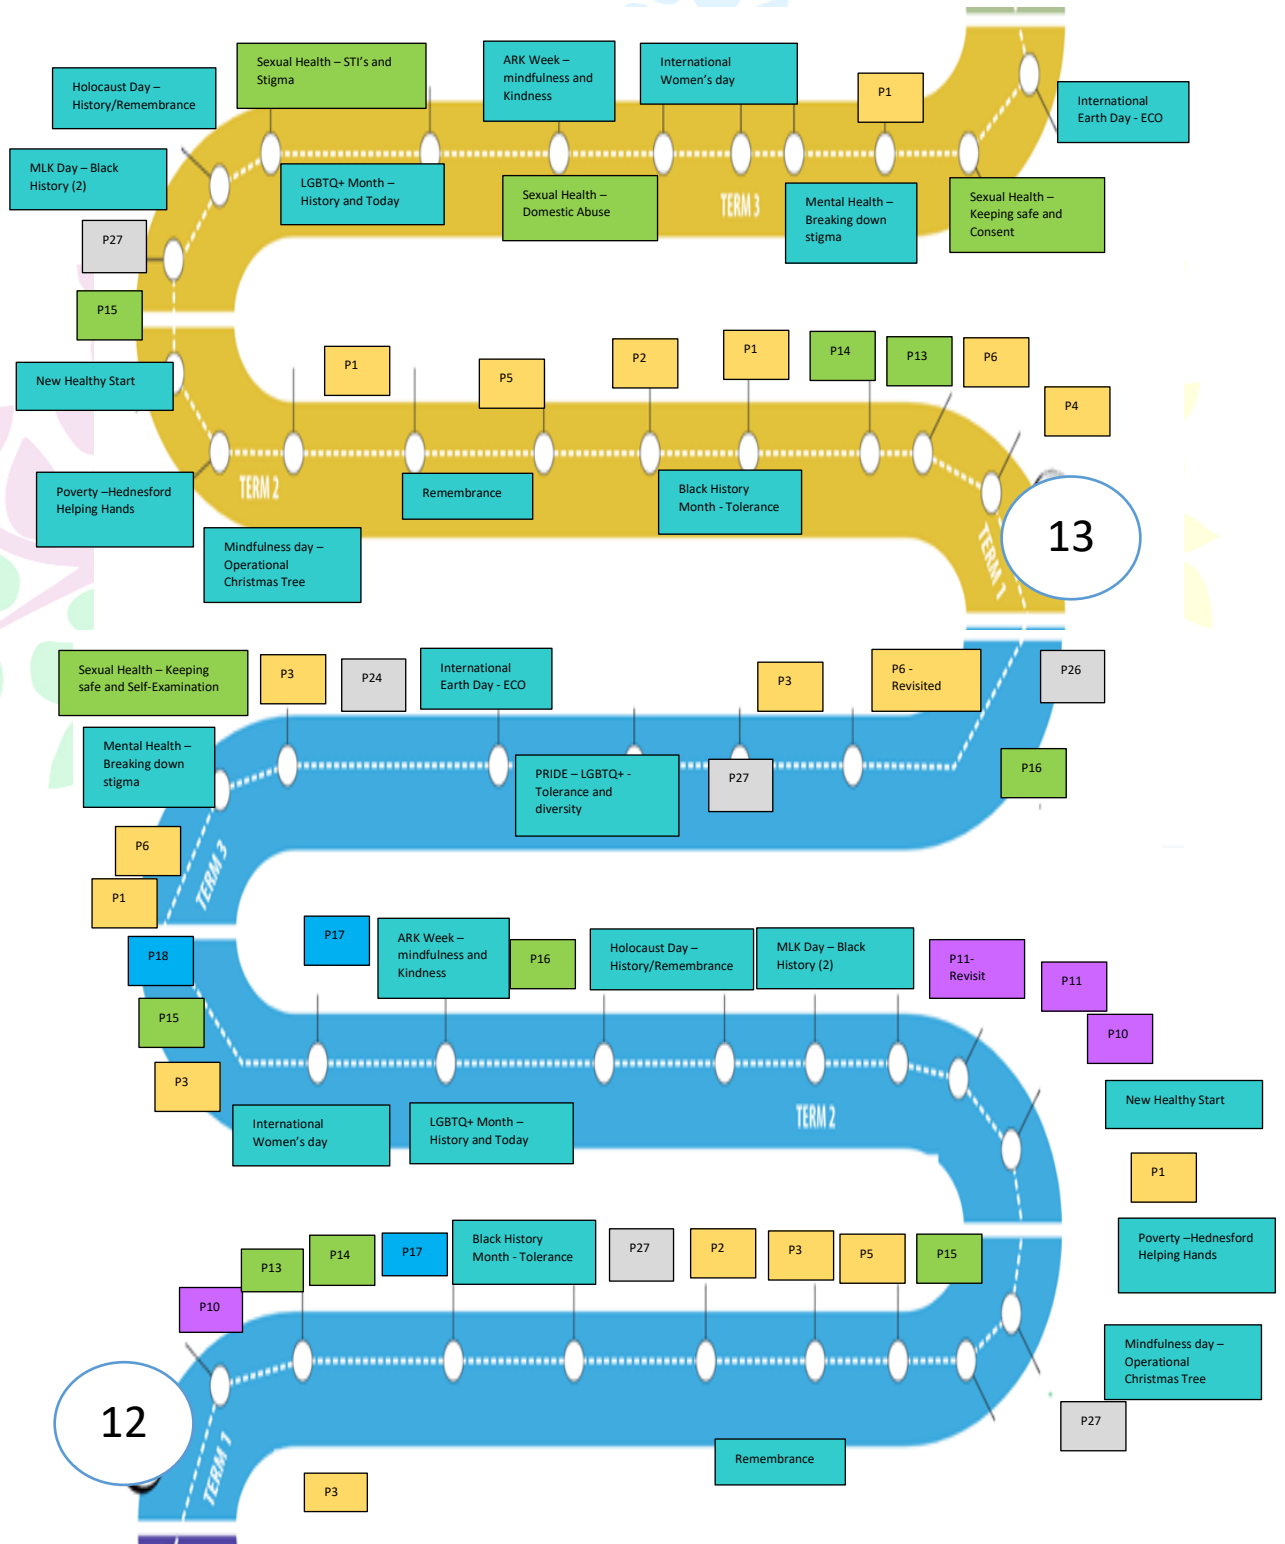 Sexual Health – STI's and
Stigma
ARK Week –
mindfulness and
Kindness
International
Women's day
Holocaust Day –
History/Remembrance
P1
International
Earth Day - ECO
MLK Day – Black
History (2)
LGBTQ+ Month –
History and Today
Sexual Health –
Domestic Abuse
TERM 3
Mental Health –
Breaking down
stigma
Sexual Health –
Keeping safe and
Consent
P27
P15
New Healthy Start
P1
P5
P2
P1
P14
P13
P6
P4
Poverty –Hednesford
Helping Hands
TERM 2
Remembrance
Black History
Month - Tolerance
13
TERM 1
Mindfulness day –
Operational
Christmas Tree
Sexual Health – Keeping
safe and Self-Examination
P3
P24
International
Earth Day - ECO
P3
P6 -
Revisited
P26
Mental Health –
Breaking down
stigma
PRIDE – LGBTQ+ -
Tolerance and
diversity
P27
P16
P6
TERM 3
P1
P18
P17
ARK Week –
mindfulness and
Kindness
P16
Holocaust Day –
History/Remembrance
MLK Day – Black
History (2)
P11-
Revisit
P11
P10
P15
P3
New Healthy Start
International
Women's day
LGBTQ+ Month –
History and Today
TERM 2
P1
Poverty –Hednesford
Helping Hands
P10
P13
P14
P17
Black History
Month - Tolerance
P27
P2
P3
P5
P15
Mindfulness day –
Operational
Christmas Tree
12
TERM 1
P27
Remembrance
P3